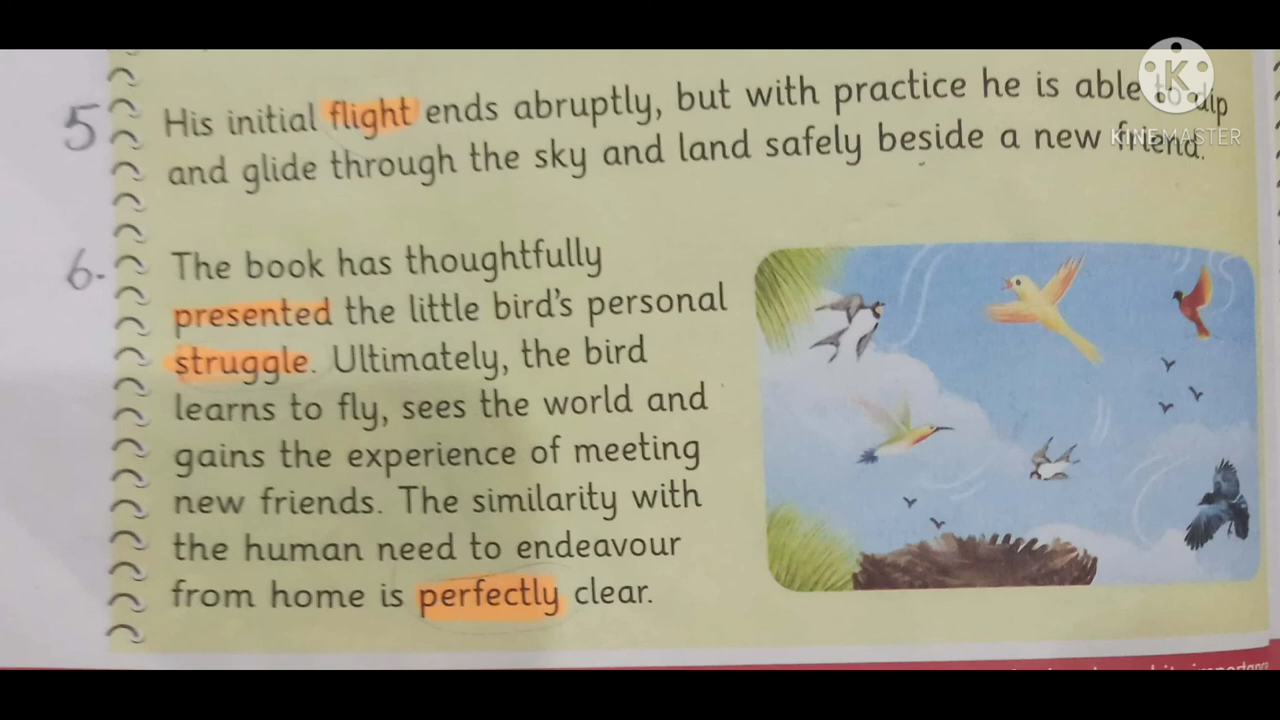 5 His initial flight ends abruptly, but with practice he is able to dip
and glide through the sky and land safely beside a new friend.
6. The book has thoughtfully
presented the little bird's personal
struggle. Ultimately, the bird
learns to fly, sees the world and
gains the experience of meeting
new friends. The similarity with
the human need to endeavour
from home is perfectly clear.
K
KINEMASTER